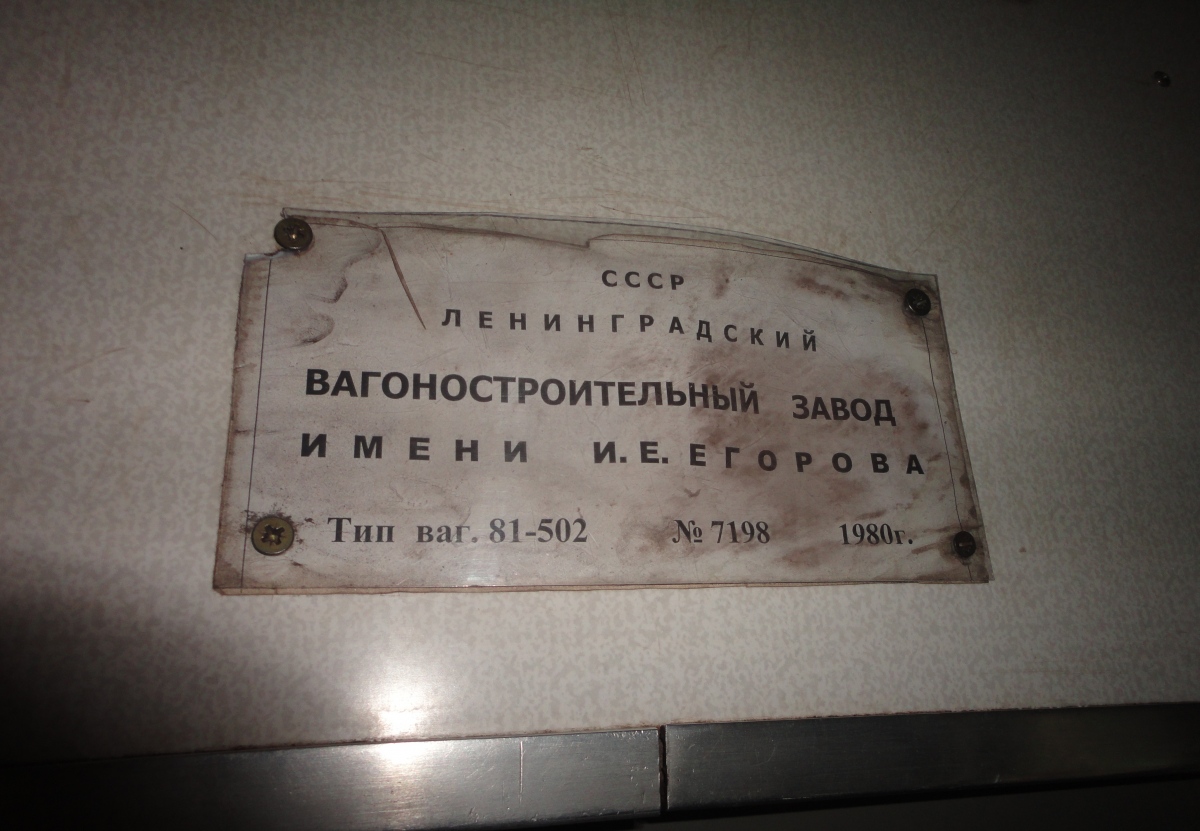 СССР
ЛЕНИНГРАДСКИЙ
ВАГОНОСТРОИТЕЛЬНЫЙ ЗАВОД
ИМЕНИ И.Е.ЕГОРОВА
Тип ваг. 81-502 № 7198 1980г.